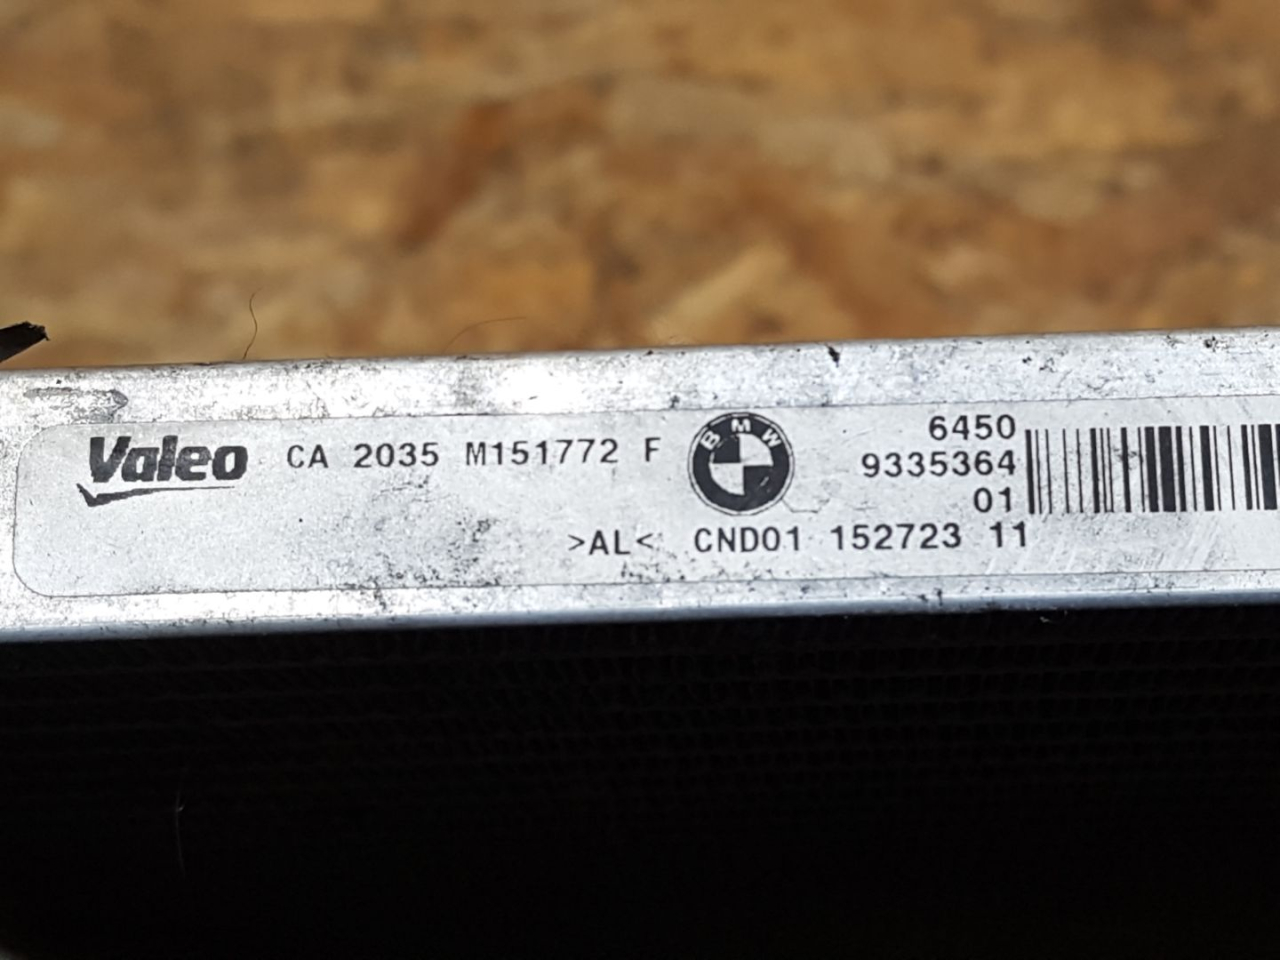 Valeo CA 2035 M151772 F BMW 6450
9335364
01
>AL< CND01 152723 11